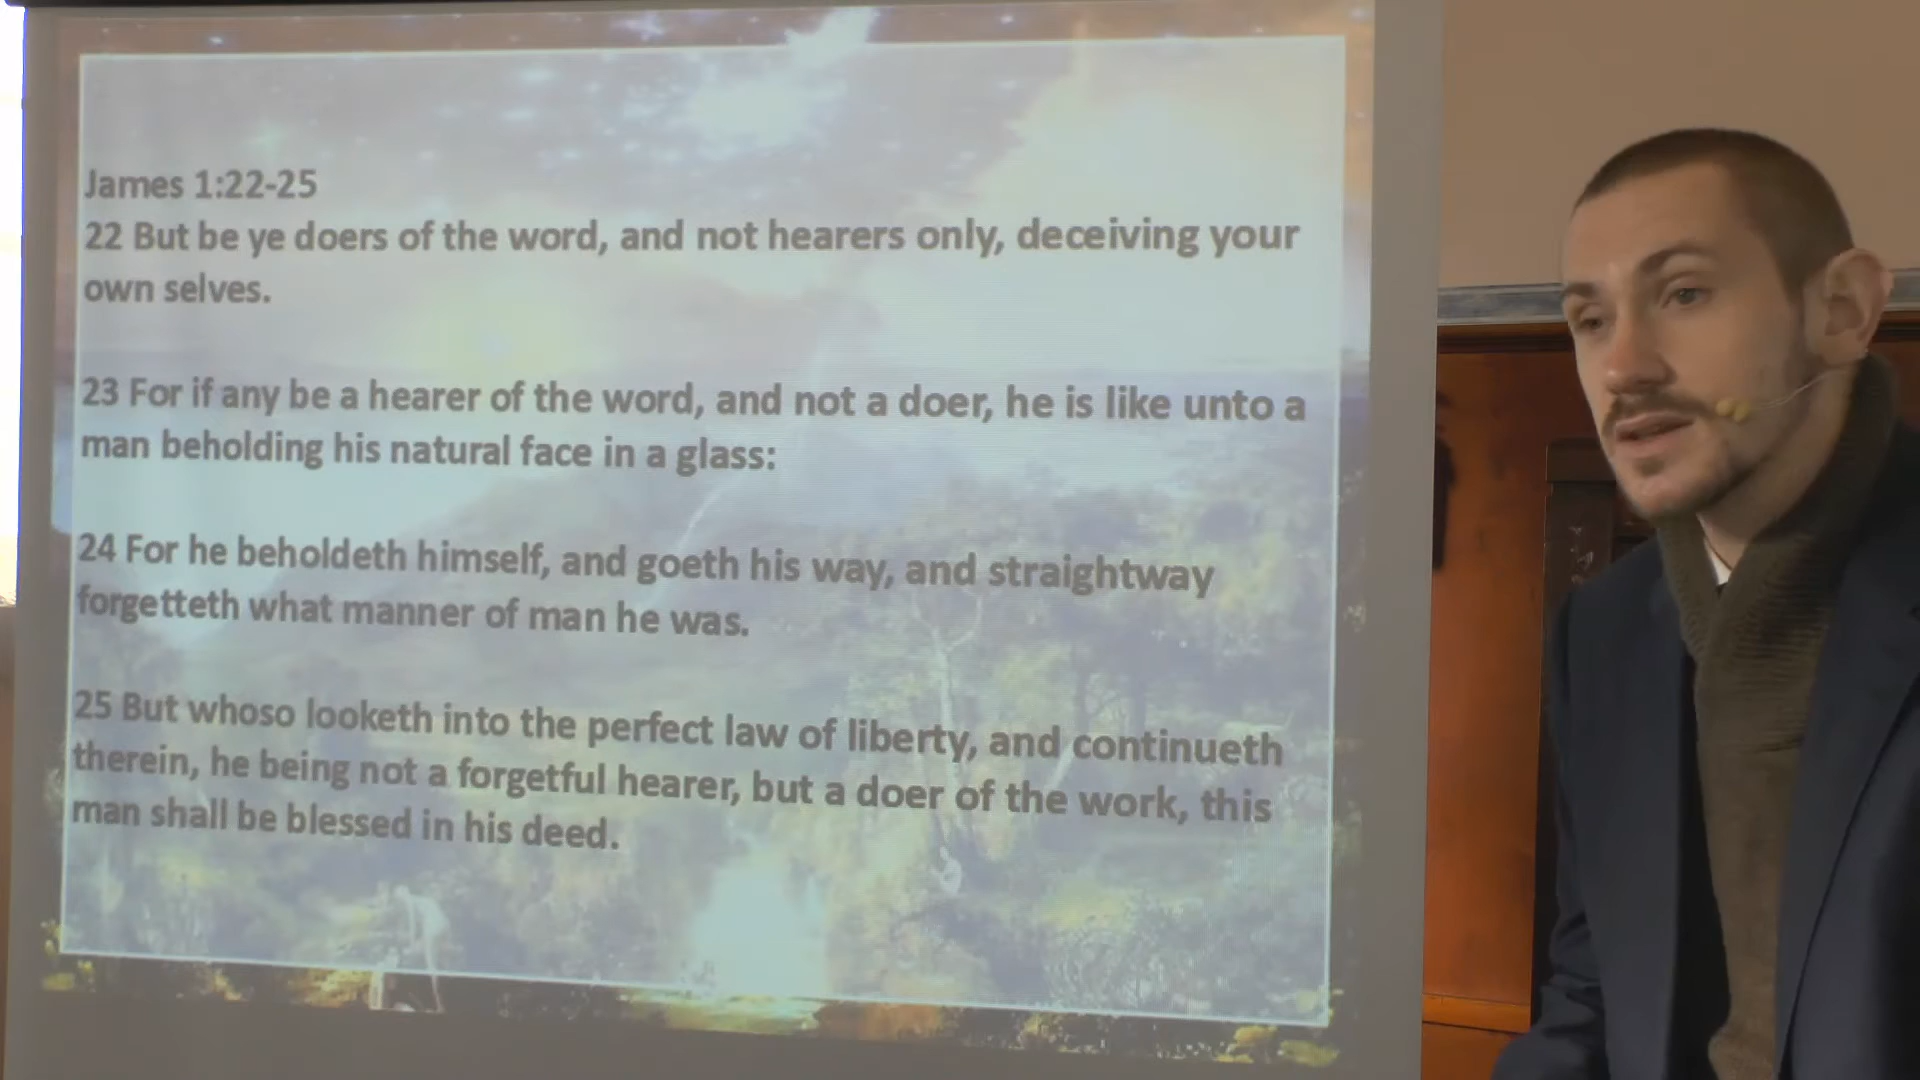 James 1:22-25
22 But be ye doers of the word, and not hearers only, deceiving your
own selves.
23 For if any be a hearer of the word, and not a doer, he is like unto a
man beholding his natural face in a glass:
24 For he beholdeth himself, and goeth his way, and straightway
forgetteth what manner of man he was.
25 But whoso looketh into the perfect law of liberty, and continueth
therein, he being not a forgetful hearer, but a doer of the work, this
man shall be blessed in his deed.